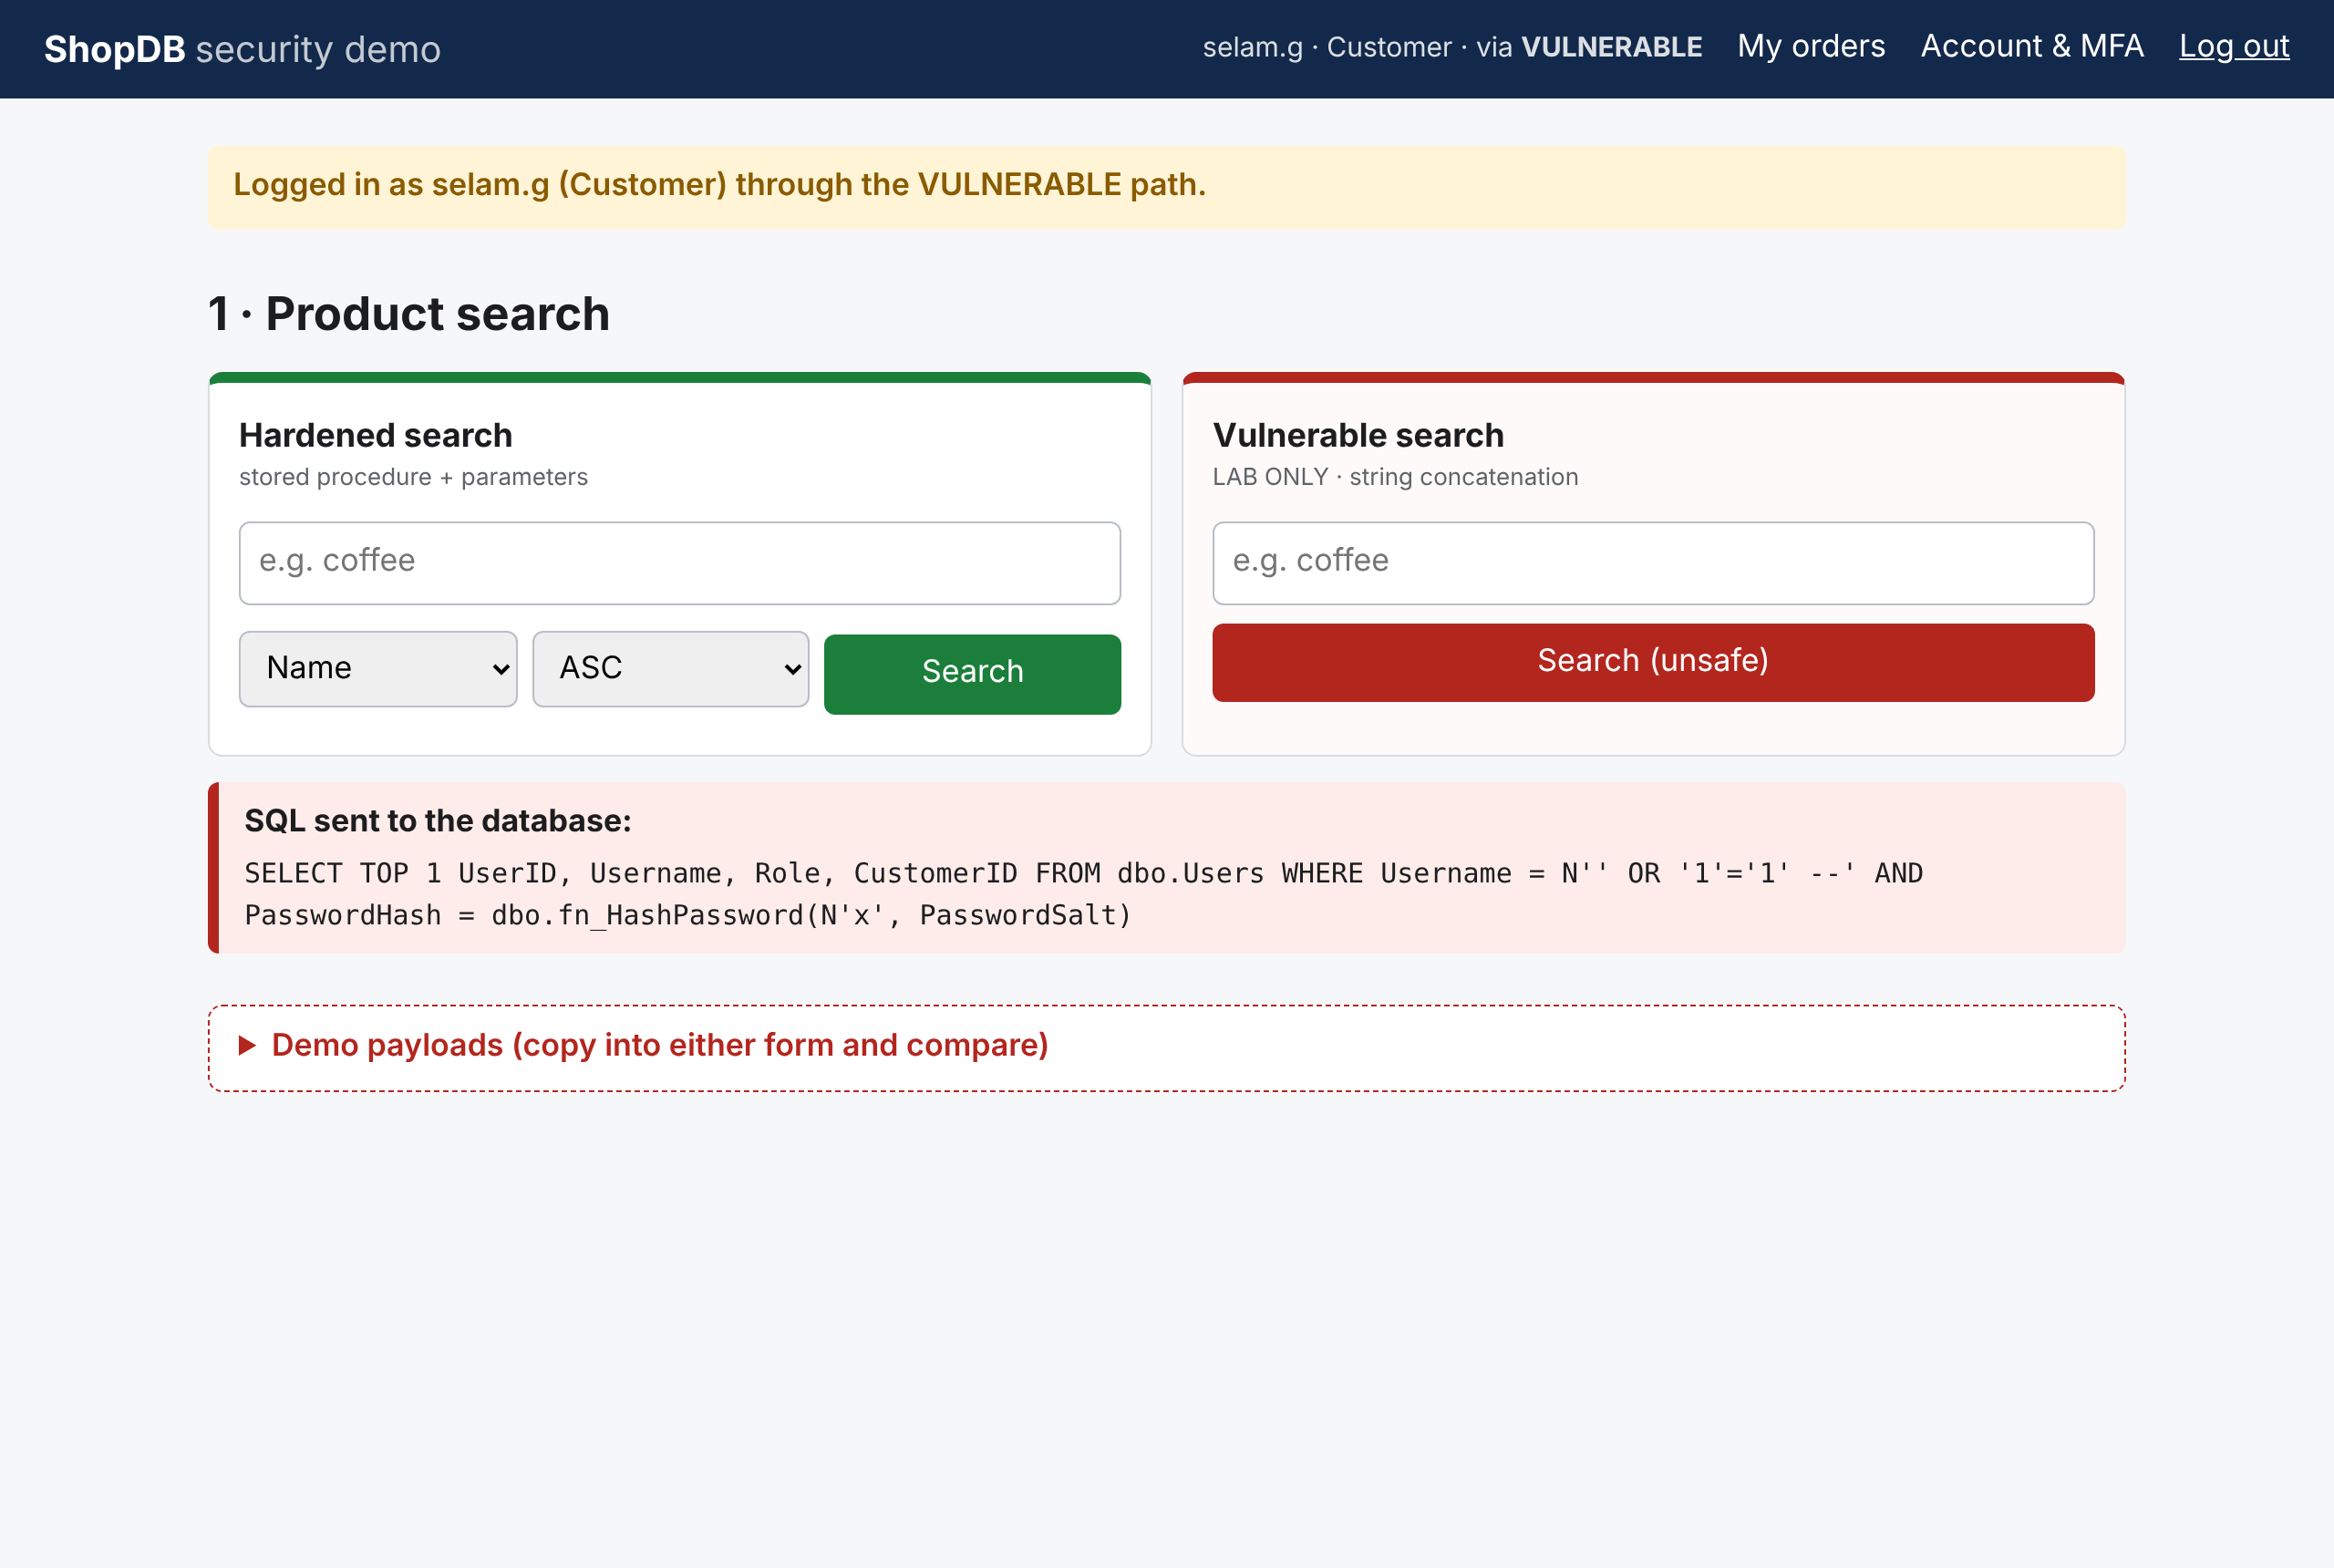 ShopDB security demo
selam.g · Customer · via VULNERABLE My orders Account & MFA Log out
Logged in as selam.g (Customer) through the VULNERABLE path.
1 · Product search
Hardened search
stored procedure + parameters
e.g. coffee
Name ASC Search
Vulnerable search
LAB ONLY · string concatenation
e.g. coffee
Search (unsafe)
SQL sent to the database:
SELECT TOP 1 UserID, Username, Role, CustomerID FROM dbo.Users WHERE Username = N'' OR '1'='1' --' AND
PasswordHash = dbo.fn_HashPassword(N'x', PasswordSalt)
Demo payloads (copy into either form and compare)